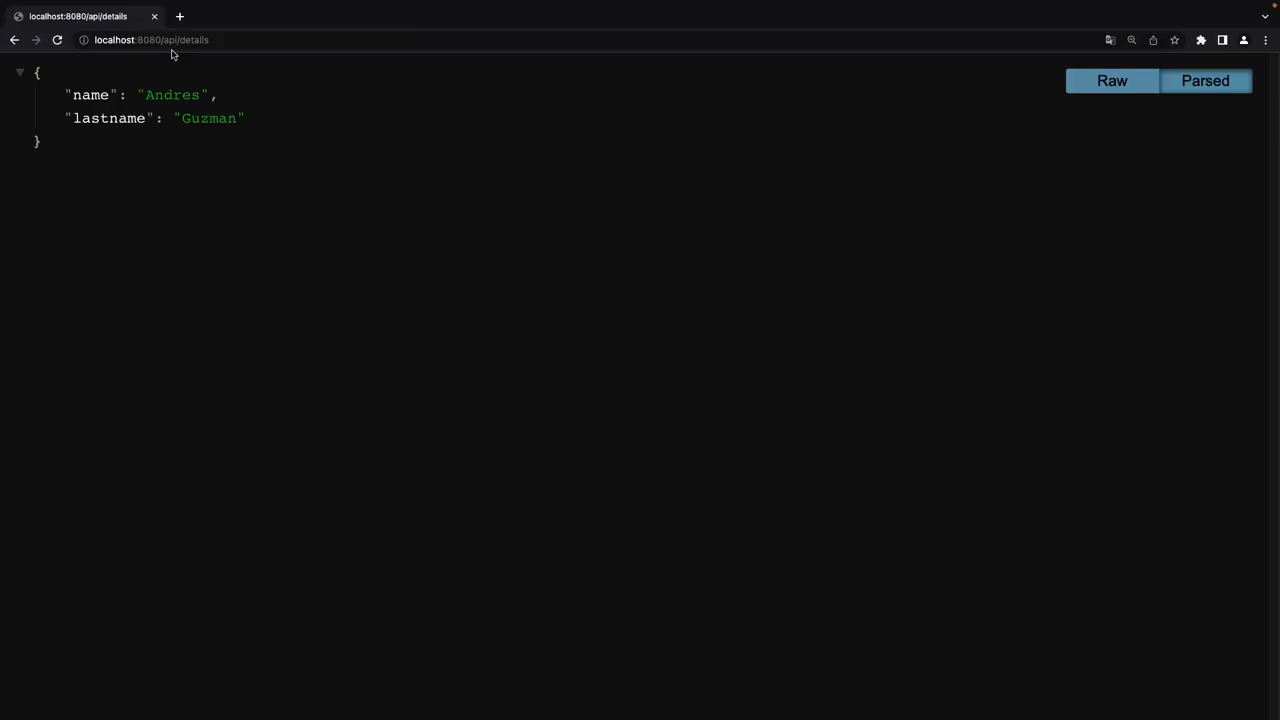 localhost:8080/api/details
localhost:8080/api/details
{
"name": "Andres",
"lastname": "Guzman"
}
Raw Parsed